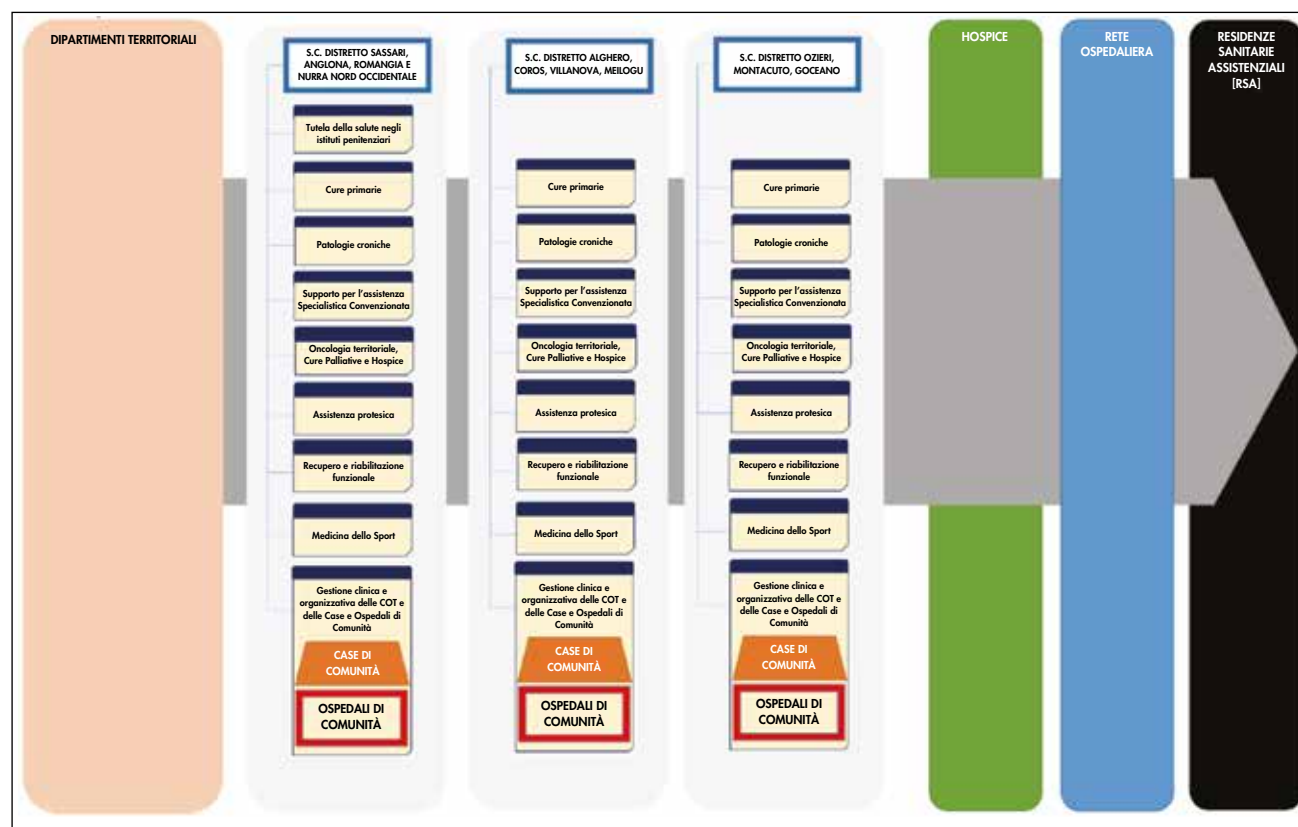 DIPARTIMENTI TERRITORIALI
S.C. DISTRETTO SASSARI,
ANGLONA, ROMANGIA E
NURRA NORD OCCIDENTALE
Tutela della salute negli
istituti penitenziari
Cure primarie
Patologie croniche
Supporto per l'assistenza
Specialistica Convenzionata
Oncologia territoriale,
Cure Palliative e Hospice
Assistenza protesica
Recupero e riabilitazione
funzionale
Medicina dello Sport
Gestione clinica e
organizzativa delle COT e
delle Case e Ospedali di
Comunità
CASE DI
COMUNITÀ
OSPEDALI DI
COMUNITÀ
S.C. DISTRETTO ALGHERO,
COROS, VILLANOVA, MEILOGU
Cure primarie
Patologie croniche
Supporto per l'assistenza
Specialistica Convenzionata
Oncologia territoriale,
Cure Palliative e Hospice
Assistenza protesica
Recupero e riabilitazione
funzionale
Medicina dello Sport
Gestione clinica e
organizzativa delle COT e
delle Case e Ospedali di
Comunità
CASE DI
COMUNITÀ
OSPEDALI DI
COMUNITÀ
S.C. DISTRETTO OZIERI,
MONTACUTO, GOCEANO
Cure primarie
Patologie croniche
Supporto per l'assistenza
Specialistica Convenzionata
Oncologia territoriale,
Cure Palliative e Hospice
Assistenza protesica
Recupero e riabilitazione
funzionale
Medicina dello Sport
Gestione clinica e
organizzativa delle COT e
delle Case e Ospedali di
Comunità
CASE DI
COMUNITÀ
OSPEDALI DI
COMUNITÀ
HOSPICE
RETE
OSPEDALIERA
RESIDENZE
SANITARIE
ASSISTENZIALI
[RSA]